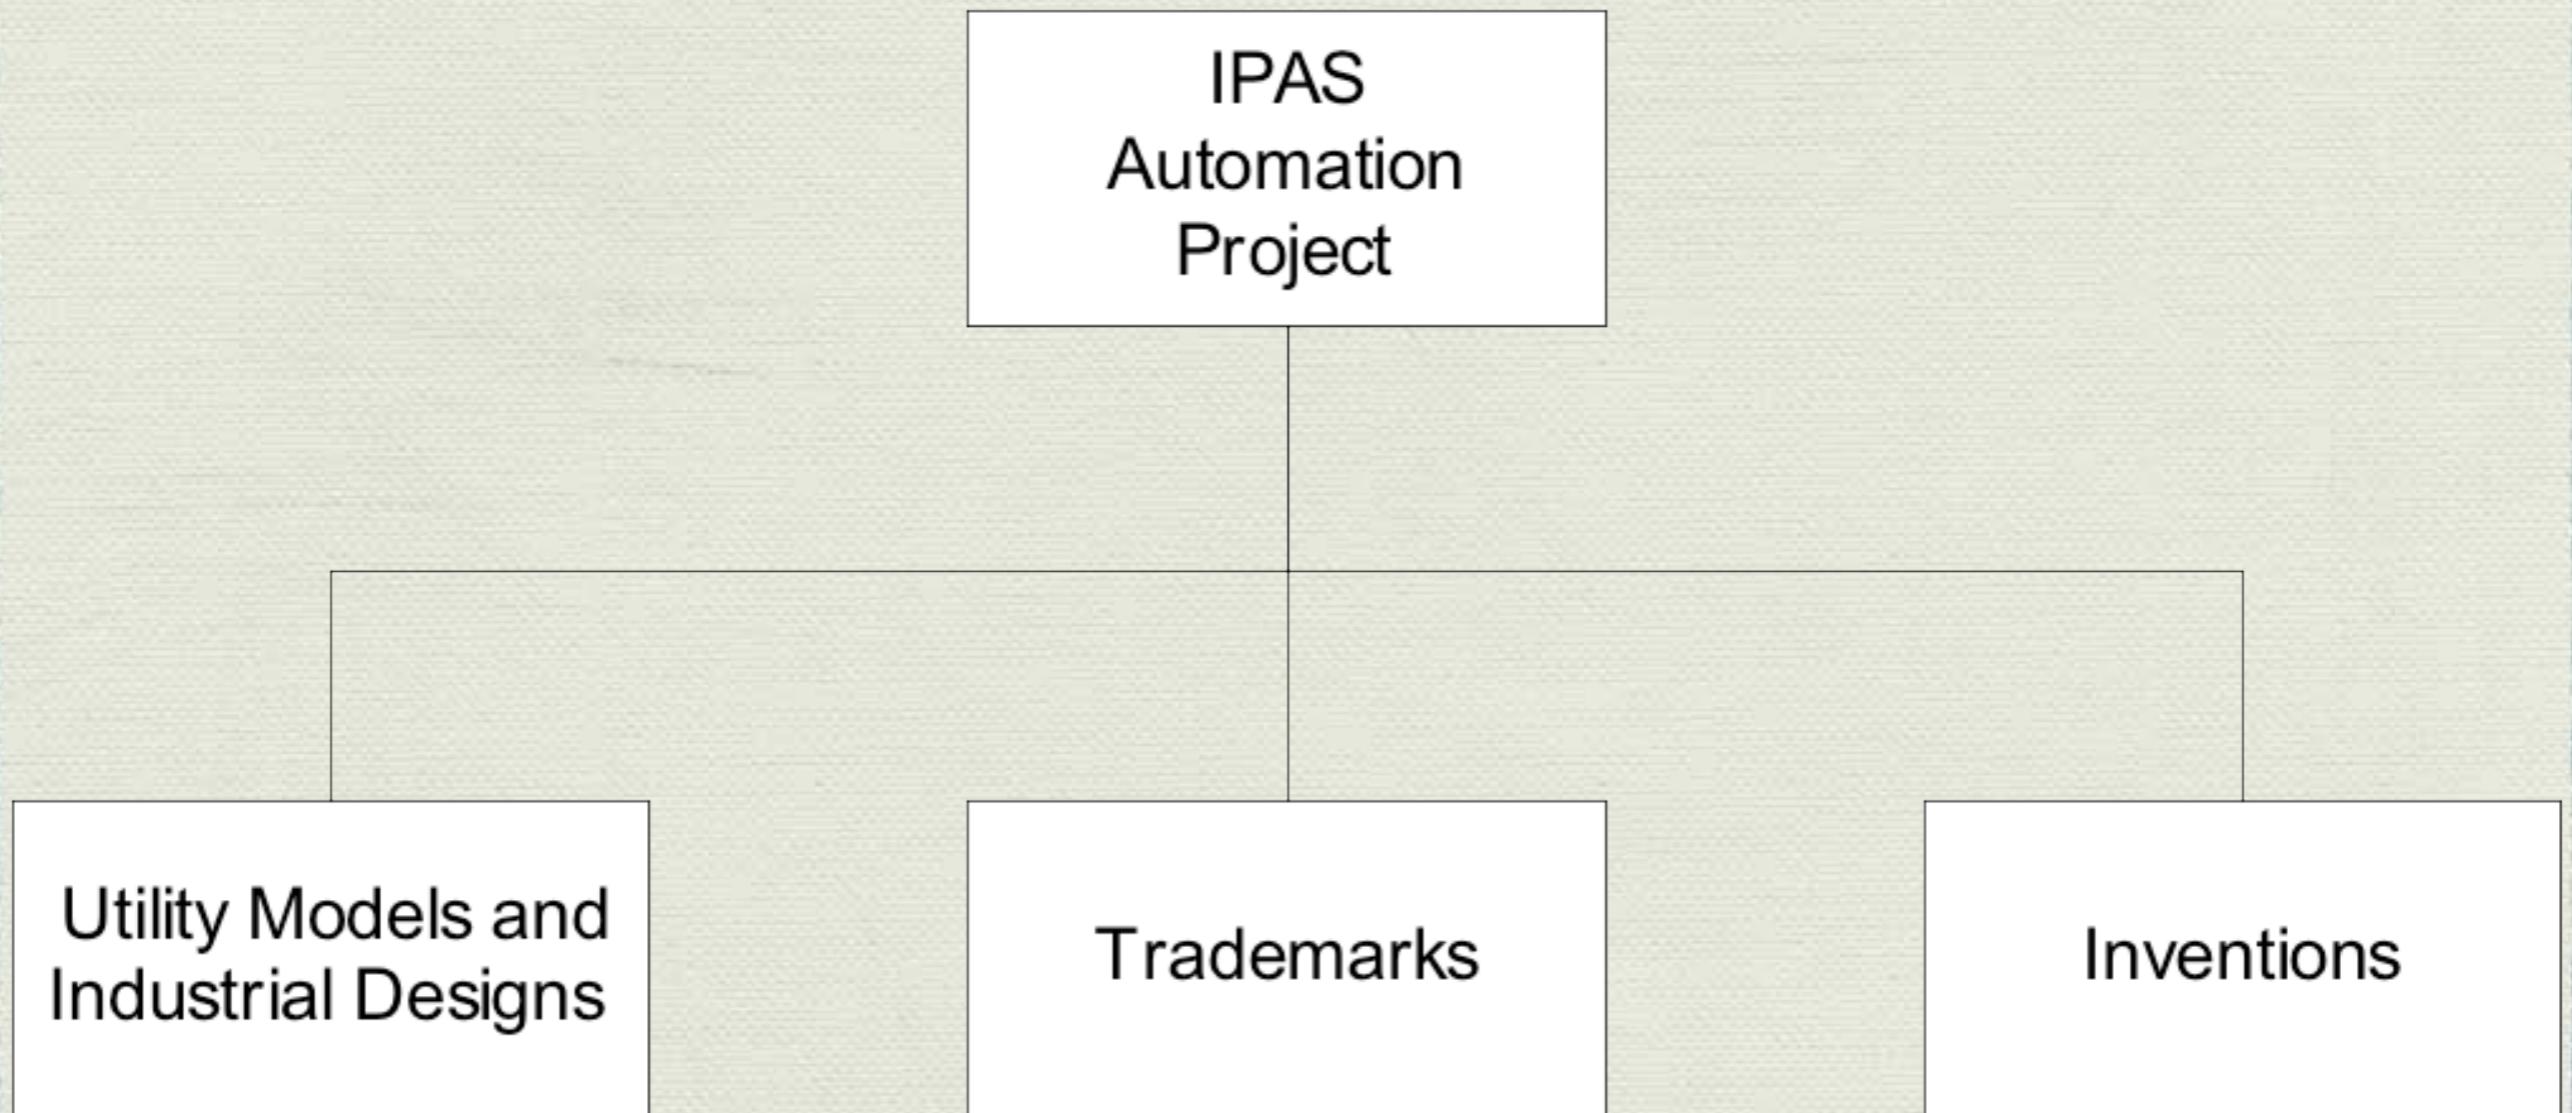 IPAS
Automation
Project
Utility Models and
Industrial Designs
Trademarks
Inventions